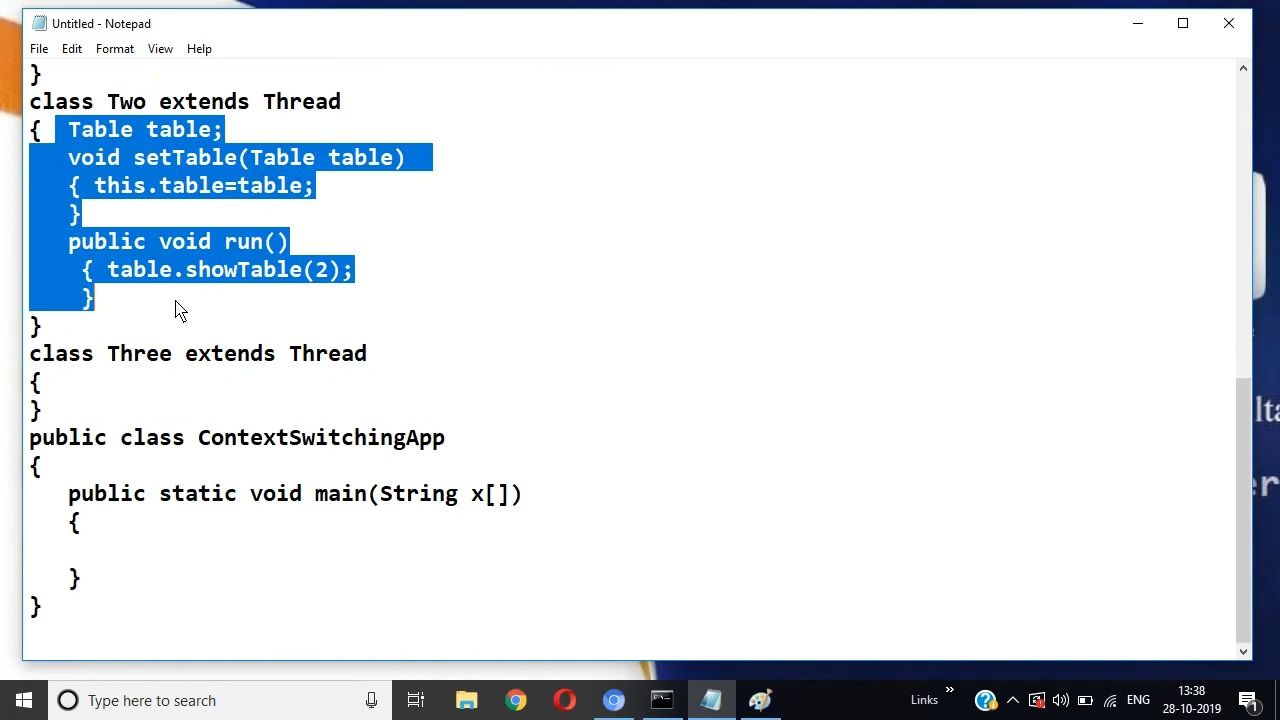 Untitled - Notepad
File Edit Format View Help
}
class Two extends Thread
{ Table table;
void setTable(Table table)
{ this.table=table;
}
public void run()
{ table.showTable(2);
}
}
class Three extends Thread
{
}
public class ContextSwitchingApp
{
public static void main(String x[])
{
}
}
Type here to search
Links
ENG
13:38
28-10-2019
1